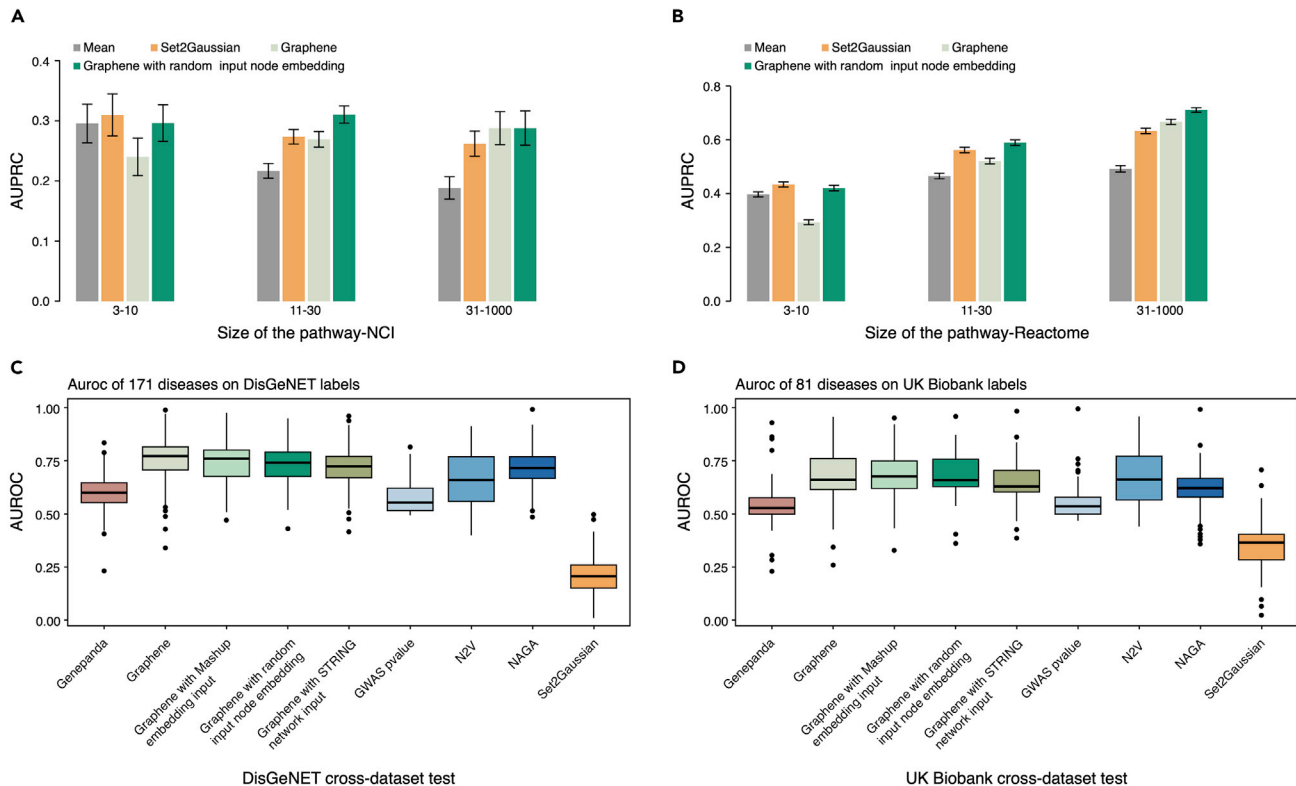 A
Mean Set2Gaussian Graphene
Graphene with random input node embedding
0.4
0.3
0.2
0.1
0.0
AUPRC
3-10 11-30 31-1000
Size of the pathway-NCI
B
Mean Set2Gaussian Graphene
Graphene with random input node embedding
0.8
0.6
0.4
0.2
0.0
AUPRC
3-10 11-30 31-1000
Size of the pathway-Reactome
C
Auroc of 171 diseases on DisGeNET labels
1.00
0.75
0.50
0.25
0.00
AUROC
Genepanda
Graphene
Graphene with Mashup
embedding input
Graphene with random
input node embedding
Graphene with STRING
network input
GWAS pvalue
N2V
NAGA
Set2Gaussian
DisGeNET cross-dataset test
D
Auroc of 81 diseases on UK Biobank labels
1.00
0.75
0.50
0.25
0.00
AUROC
Genepanda
Graphene
Graphene with Mashup
embedding input
Graphene with random
input node embedding
Graphene with STRING
network input
GWAS pvalue
N2V
NAGA
Set2Gaussian
UK Biobank cross-dataset test